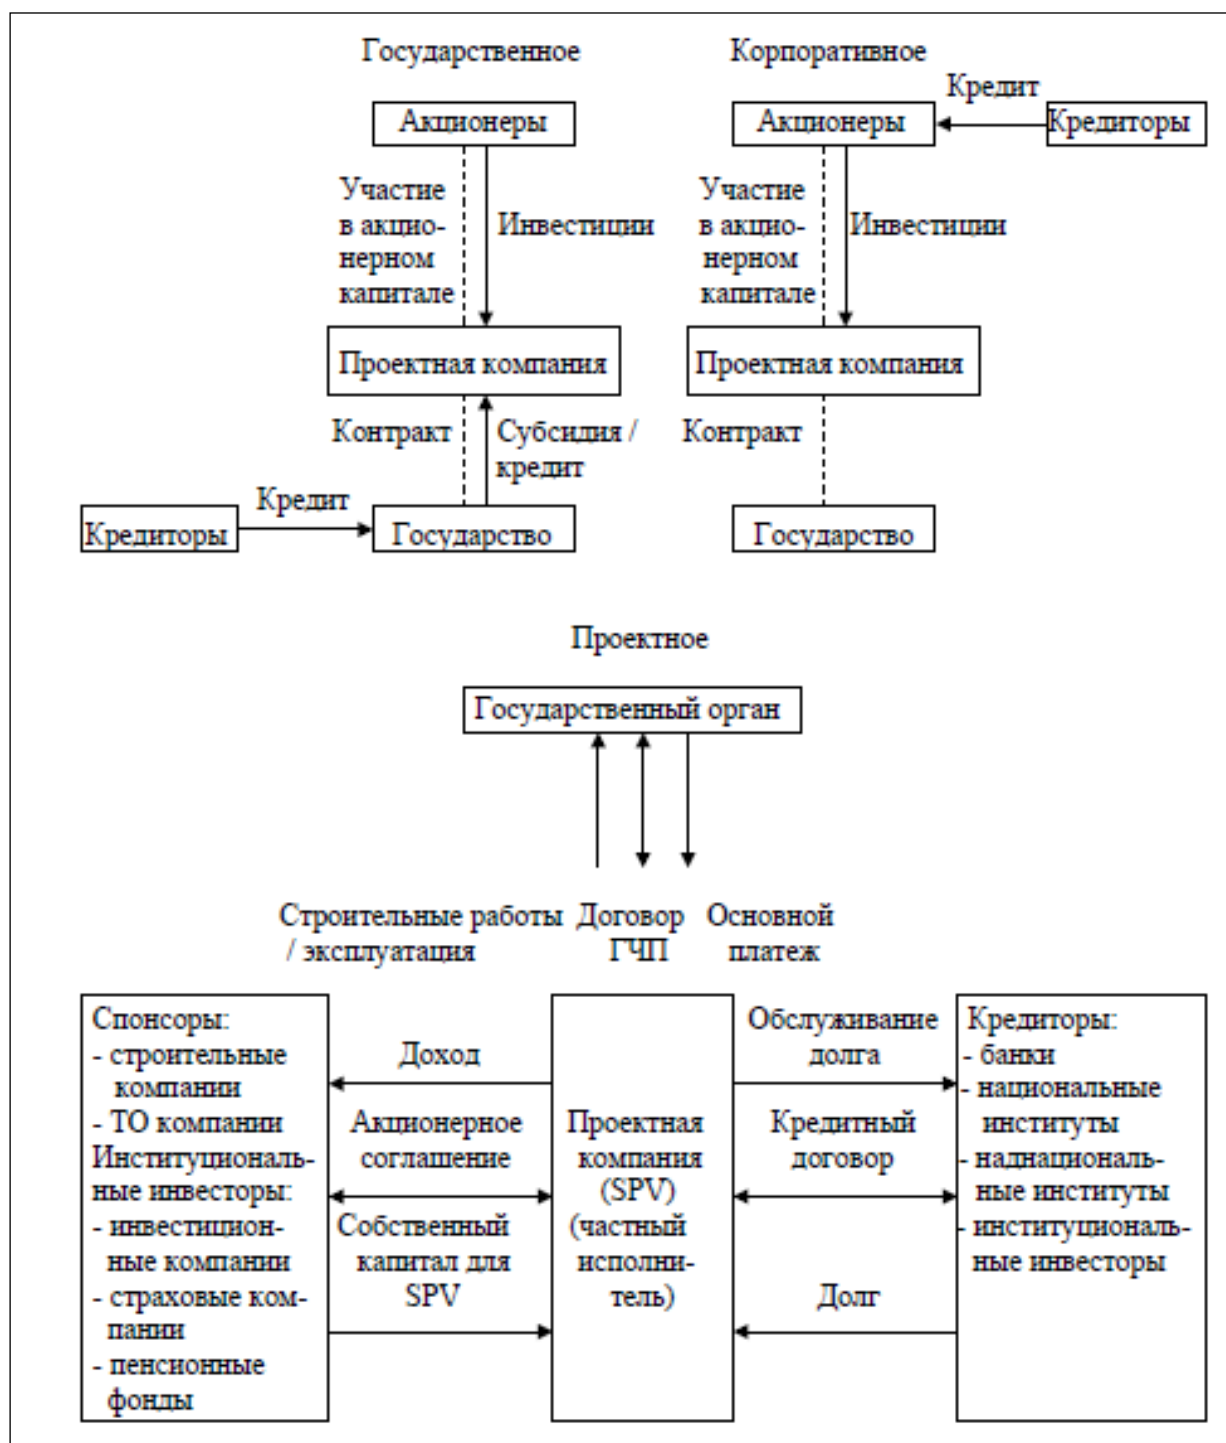 Государственное
Акционеры
Участие
в акцио-
нерном
капитале
Инвестиции
Проектная компания
Контракт
Субсидия /
кредит
Кредит
Кредиторы
Государство
Корпоративное
Кредит
Акционеры
Кредиторы
Участие
в акцио-
нерном
капитале
Инвестиции
Проектная компания
Контракт
Государство
Проектное
Государственный орган
Строительные работы
/ эксплуатация
Договор
ГЧП
Основной
платеж
Спонсоры:
- строительные
компании
- ТО компании
Институциональ-
ные инвесторы:
- инвестицион-
ные компании
- страховые ком-
пании
- пенсионные
фонды
Доход
Акционерное
соглашение
Собственный
капитал для
SPV
Проектная
компания
(SPV)
(частный
исполни-
тель)
Обслуживание
долга
Кредитный
договор
Долг
Кредиторы:
- банки
- национальные
институты
- наднациональ-
ные институты
- институциональ-
ные инвесторы